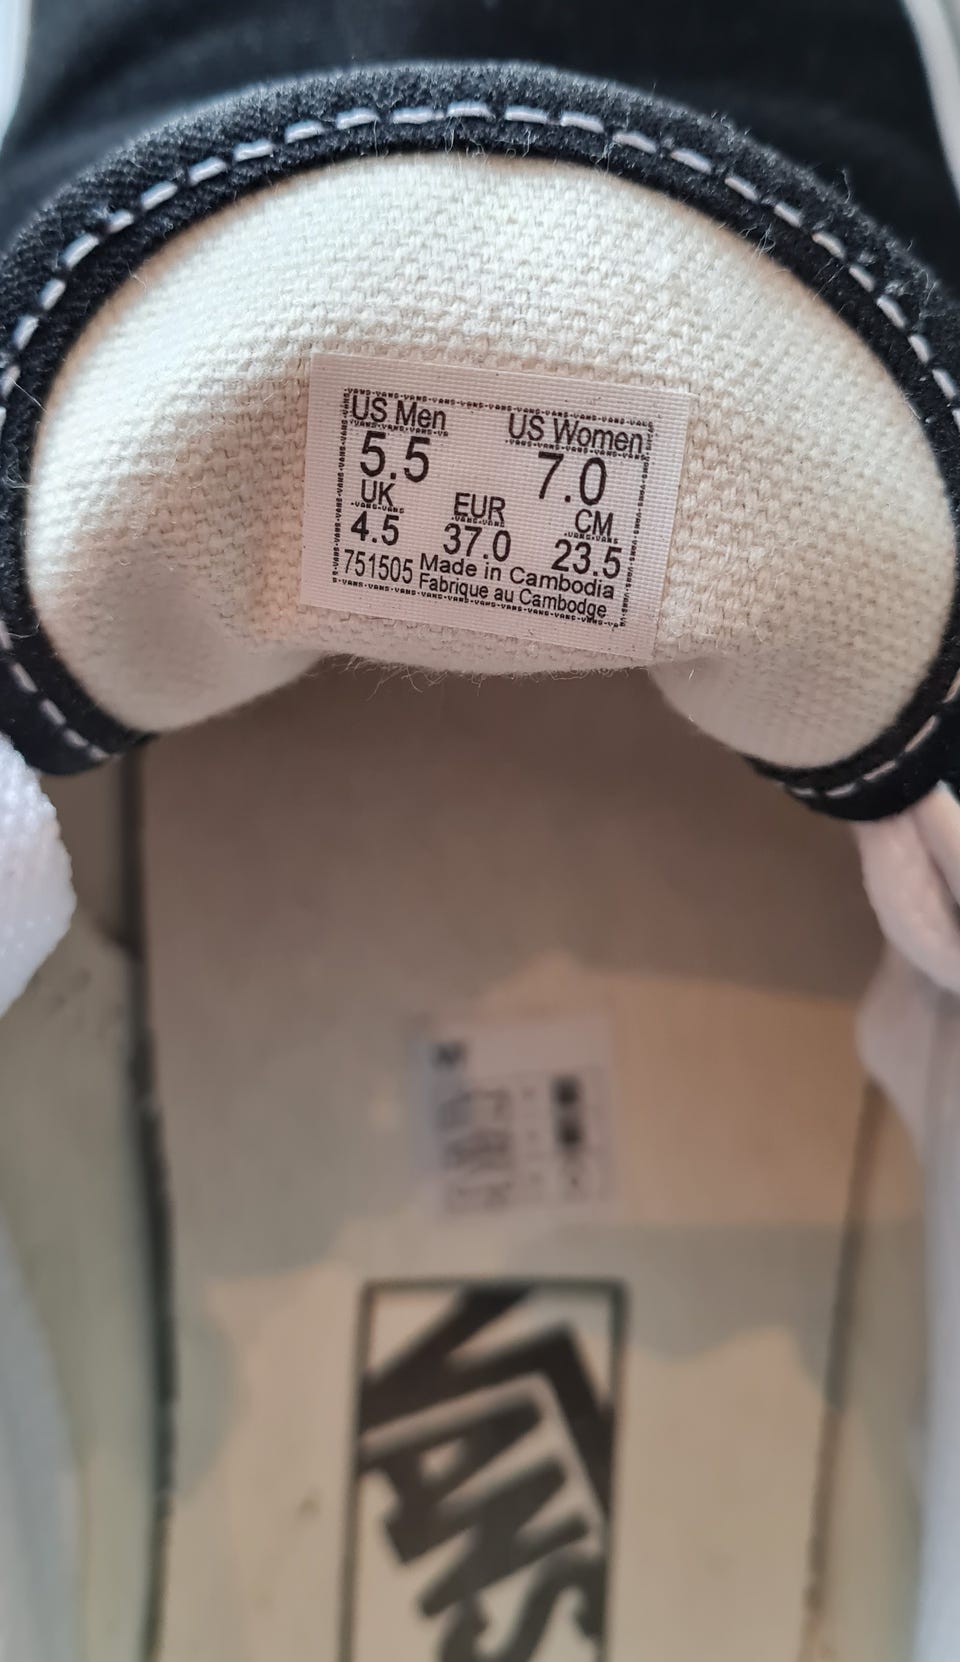 US Men US Women
5.5 7.0
UK EUR CM
4.5 37.0 23.5
751505 Made in Cambodia
Fabrique au Cambodge
VANS